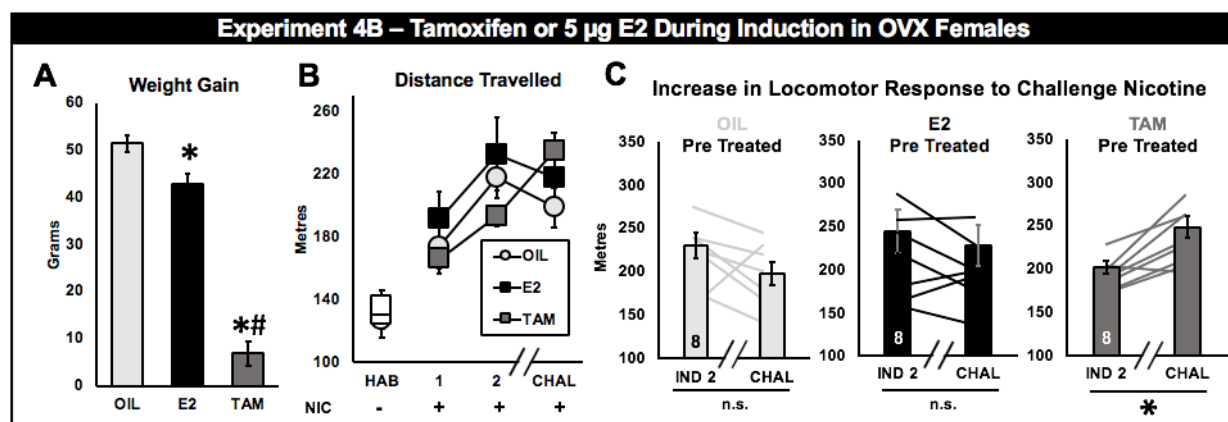 Experiment 4B – Tamoxifen or 5 µg E2 During Induction in OVX Females
A
Weight Gain
60
50
40
30
20
10
0
Grams
*
*#
OIL E2 TAM
B
Distance Travelled
260
220
180
140
100
Metres
OIL
E2
TAM
HAB 1 2 CHAL
NIC - + + +
C
Increase in Locomotor Response to Challenge Nicotine
OIL
Pre Treated
350
300
250
200
150
100
Metres
8
IND 2 CHAL
n.s.
E2
Pre Treated
350
300
250
200
150
100
8
IND 2 CHAL
n.s.
TAM
Pre Treated
350
300
250
200
150
100
8
IND 2 CHAL
*